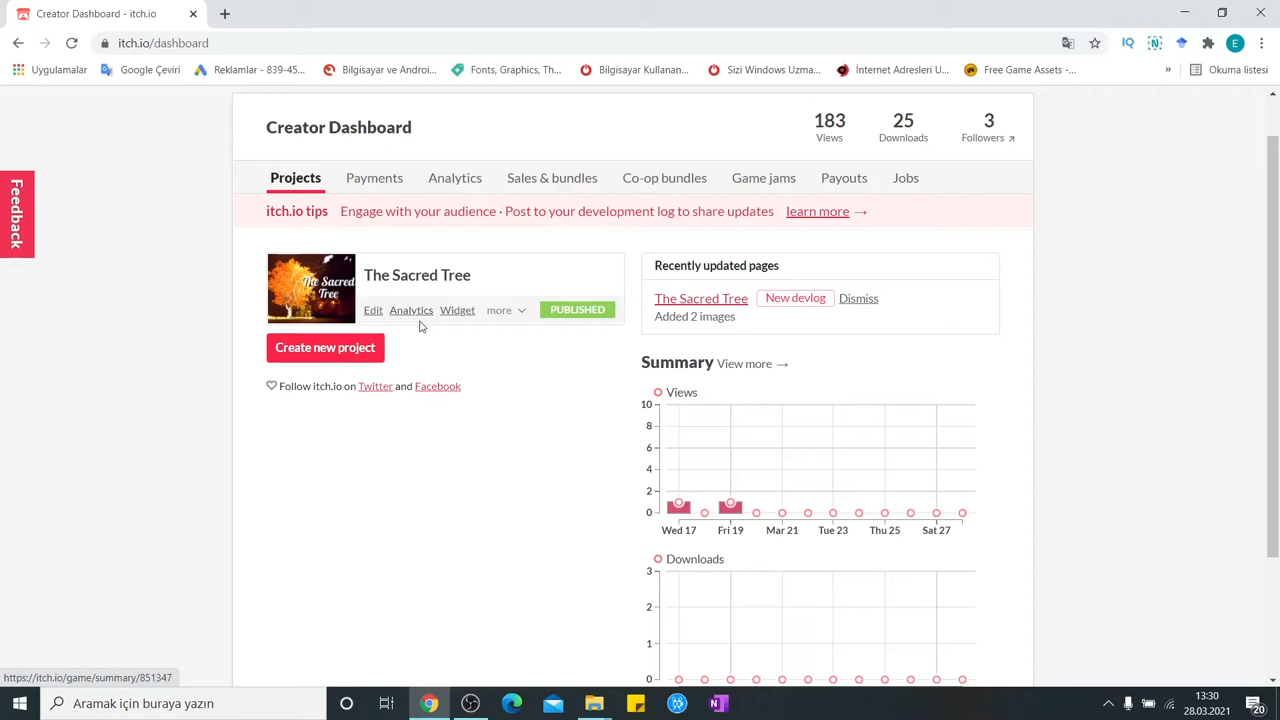 Creator Dashboard - itch.io
itch.io/dashboard
Uygulamalar
Google Çeviri
Reklamlar - 839-45...
Bilgisayar ve Androi...
Fonts, Graphics, Th...
Bilgisayar Kullanan...
Sizi Windows Uzma...
İnternet Adresleri U...
Free Game Assets -...
»
Okuma listesi
Feedback
Creator Dashboard
183
Views
25
Downloads
3
Followers
Projects
Payments
Analytics
Sales & bundles
Co-op bundles
Game jams
Payouts
Jobs
itch.io tips Engage with your audience · Post to your development log to share updates learn more →
The Sacred Tree
The Sacred Tree
Edit Analytics Widget more PUBLISHED
Create new project
Follow itch.io on Twitter and Facebook
Recently updated pages
The Sacred Tree New devlog Dismiss
Added 2 images
Summary View more →
Views
10
8
6
4
2
0
Wed 17 Fri 19 Mar 21 Tue 23 Thu 25 Sat 27
Downloads
3
2
1
0
https://itch.io/game/summary/851347
Aramak için buraya yazın
13:30
28.03.2021
20